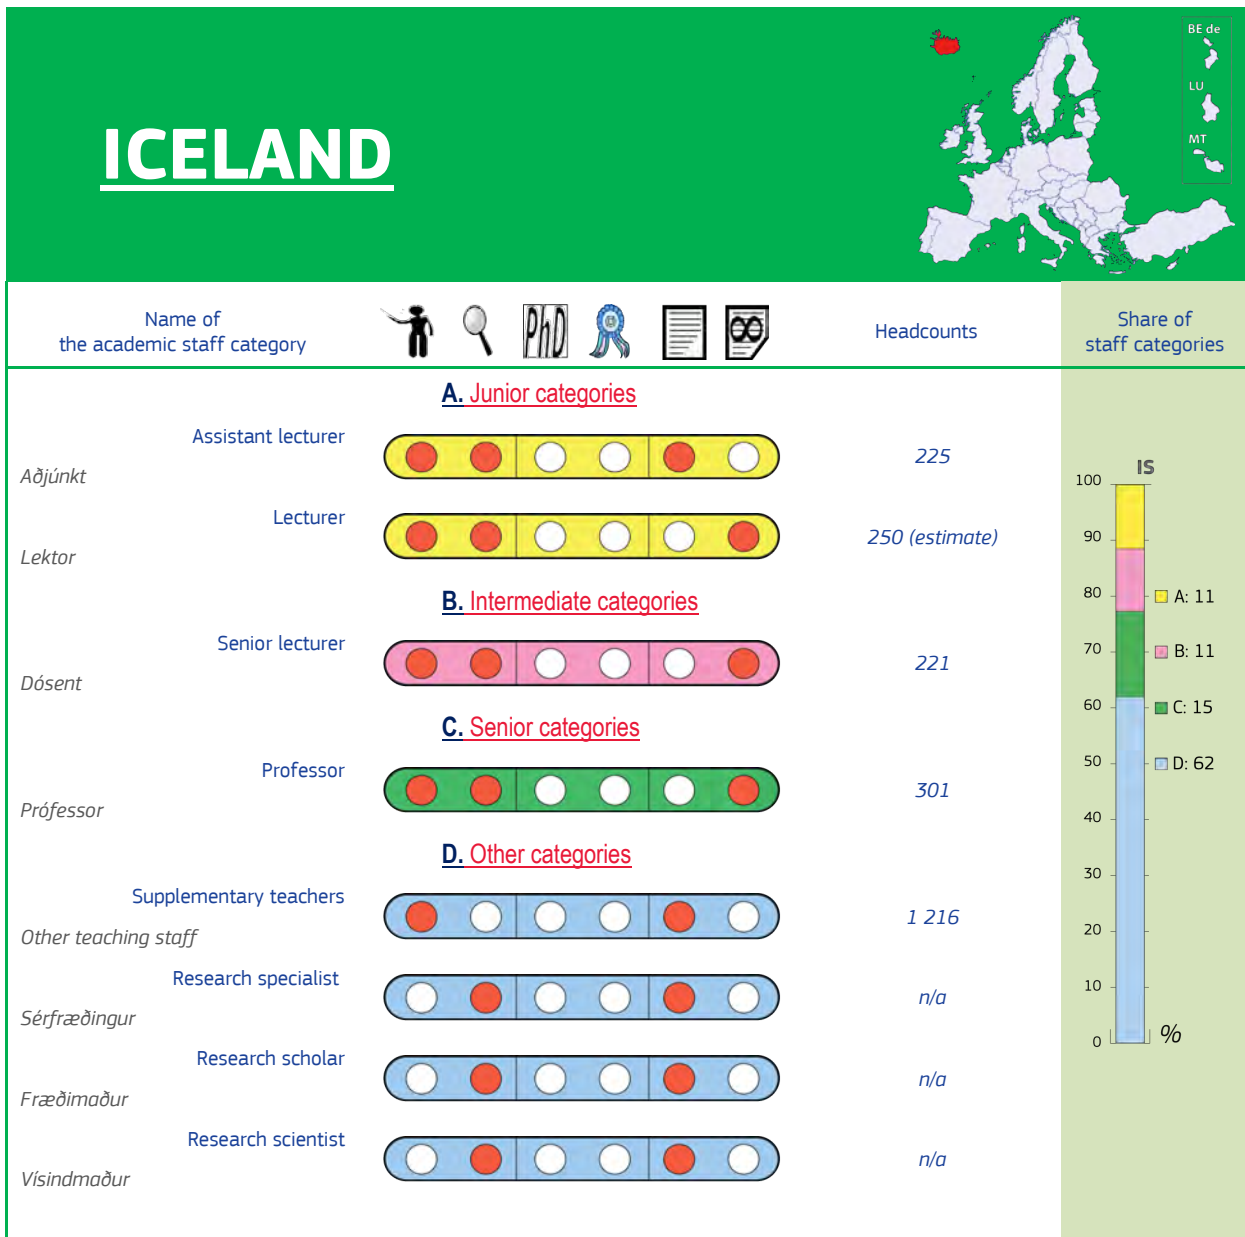 BE de
LU
MT
ICELAND
Name of
the academic staff category
PhD
Headcounts
Share of
staff categories
A. Junior categories
Assistant lecturer
Aðjúnkt
225
Lecturer
Lektor
250 (estimate)
B. Intermediate categories
Senior lecturer
Dósent
221
C. Senior categories
Professor
Prófessor
301
D. Other categories
Supplementary teachers
Other teaching staff
1 216
Research specialist
Sérfræðingur
n/a
Research scholar
Fræðimaður
n/a
Research scientist
Vísindmaður
n/a
IS
100
90
80
70
60
50
40
30
20
10
0
%
A: 11
B: 11
C: 15
D: 62